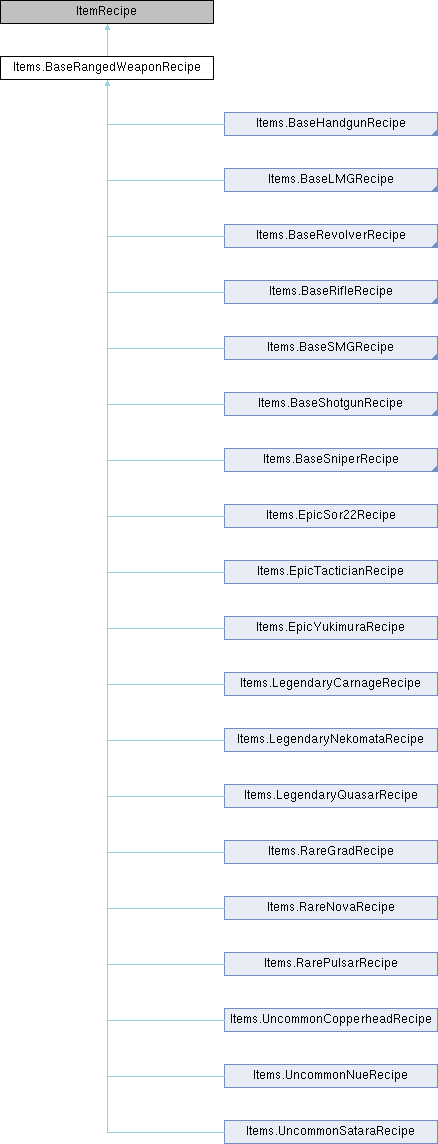 ItemRecipe
Items.BaseRangedWeaponRecipe
Items.BaseHandgunRecipe
Items.BaseLMGRecipe
Items.BaseRevolverRecipe
Items.BaseRifleRecipe
Items.BaseSMGRecipe
Items.BaseShotgunRecipe
Items.BaseSniperRecipe
Items.EpicSor22Recipe
Items.EpicTacticianRecipe
Items.EpicYukimuraRecipe
Items.LegendaryCarnageRecipe
Items.LegendaryNekomataRecipe
Items.LegendaryQuasarRecipe
Items.RareGradRecipe
Items.RareNovaRecipe
Items.RarePulsarRecipe
Items.UncommonCopperheadRecipe
Items.UncommonNueRecipe
Items.UncommonSataraRecipe